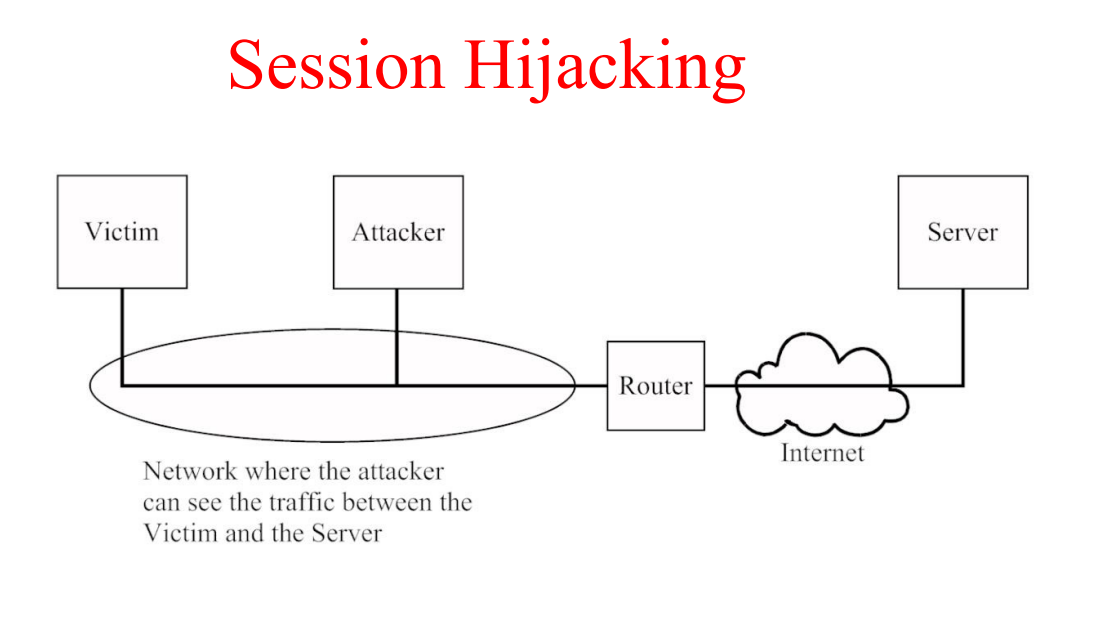 Session Hijacking
Victim
Attacker
Server
Router
Internet
Network where the attacker
can see the traffic between the
Victim and the Server